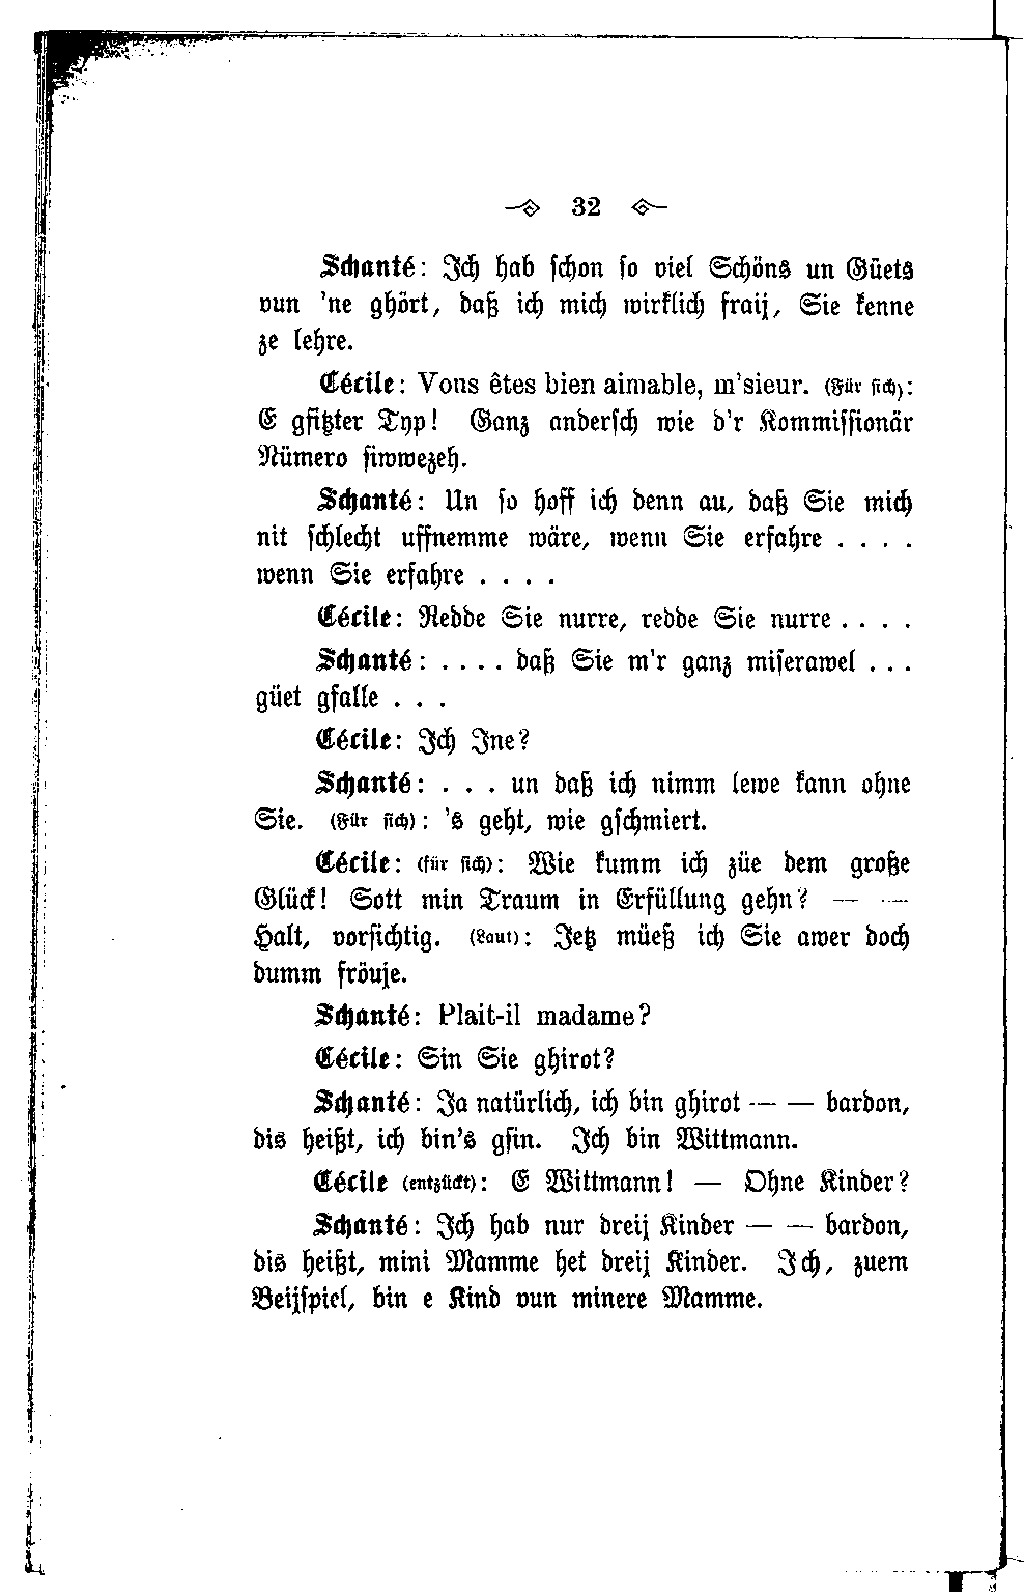 32
Schanté: Ich hab schon so viel Schöns un Güets
vun 'ne ghört, daß ich mich wirklich fraij, Sie kenne
ze lehre.
Cécile: Vous êtes bien aimable, m'sieur. (Für sich):
E gfitzter Typ! Ganz andersch wie d'r Kommissionär
Nümero siwwezeh.
Schanté: Un so hoff ich denn au, daß Sie mich
nit schlecht uffnemme wäre, wenn Sie erfahre . . . .
wenn Sie erfahre . . . .
Cécile: Redde Sie nurre, redde Sie nurre . . . .
Schanté: . . . . daß Sie m'r ganz miserawel . . .
güet gfalle . . .
Cécile: Ich Ine?
Schanté: . . . un daß ich nimm lewe kann ohne
Sie. (Für sich): 's geht, wie gschmiert.
Cécile: (für sich): Wie kumm ich züe dem große
Glück! Sott min Traum in Erfüllung gehn? — —
Halt, vorsichtig. (Laut): Jetz müeß ich Sie awer doch
dumm fröuje.
Schanté: Plait-il madame?
Cécile: Sin Sie ghirot?
Schanté: Ja natürlich, ich bin ghirot — — bardon,
dis heißt, ich bin's gsin. Ich bin Wittmann.
Cécile (entzückt): E Wittmann! — Ohne Kinder?
Schanté: Ich hab nur dreij Kinder — — bardon,
dis heißt, mini Mamme het dreij Kinder. Ich, zuem
Beijspiel, bin e Kind vun minere Mamme.